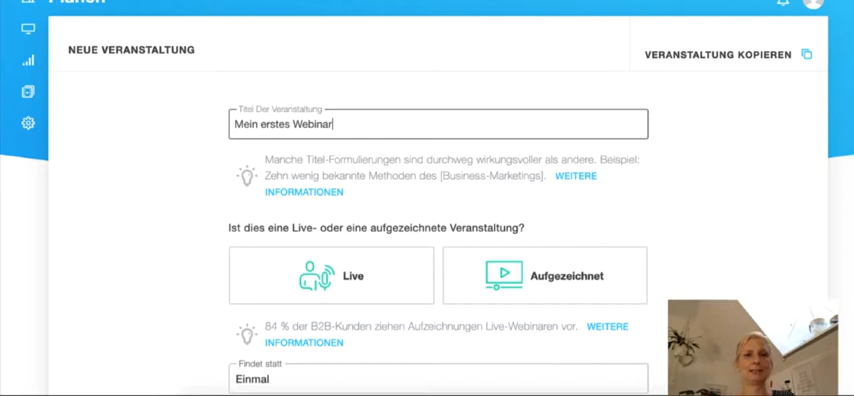 Planen
NEUE VERANSTALTUNG
VERANSTALTUNG KOPIEREN
Titel Der Veranstaltung
Mein erstes Webinar
Manche Titel-Formulierungen sind durchweg wirkungsvoller als andere. Beispiel:
Zehn wenig bekannte Methoden des [Business-Marketings]. WEITERE
INFORMATIONEN
Ist dies eine Live- oder eine aufgezeichnete Veranstaltung?
Live
Aufgezeichnet
84 % der B2B-Kunden ziehen Aufzeichnungen Live-Webinaren vor. WEITERE
INFORMATIONEN
Findet statt
Einmal